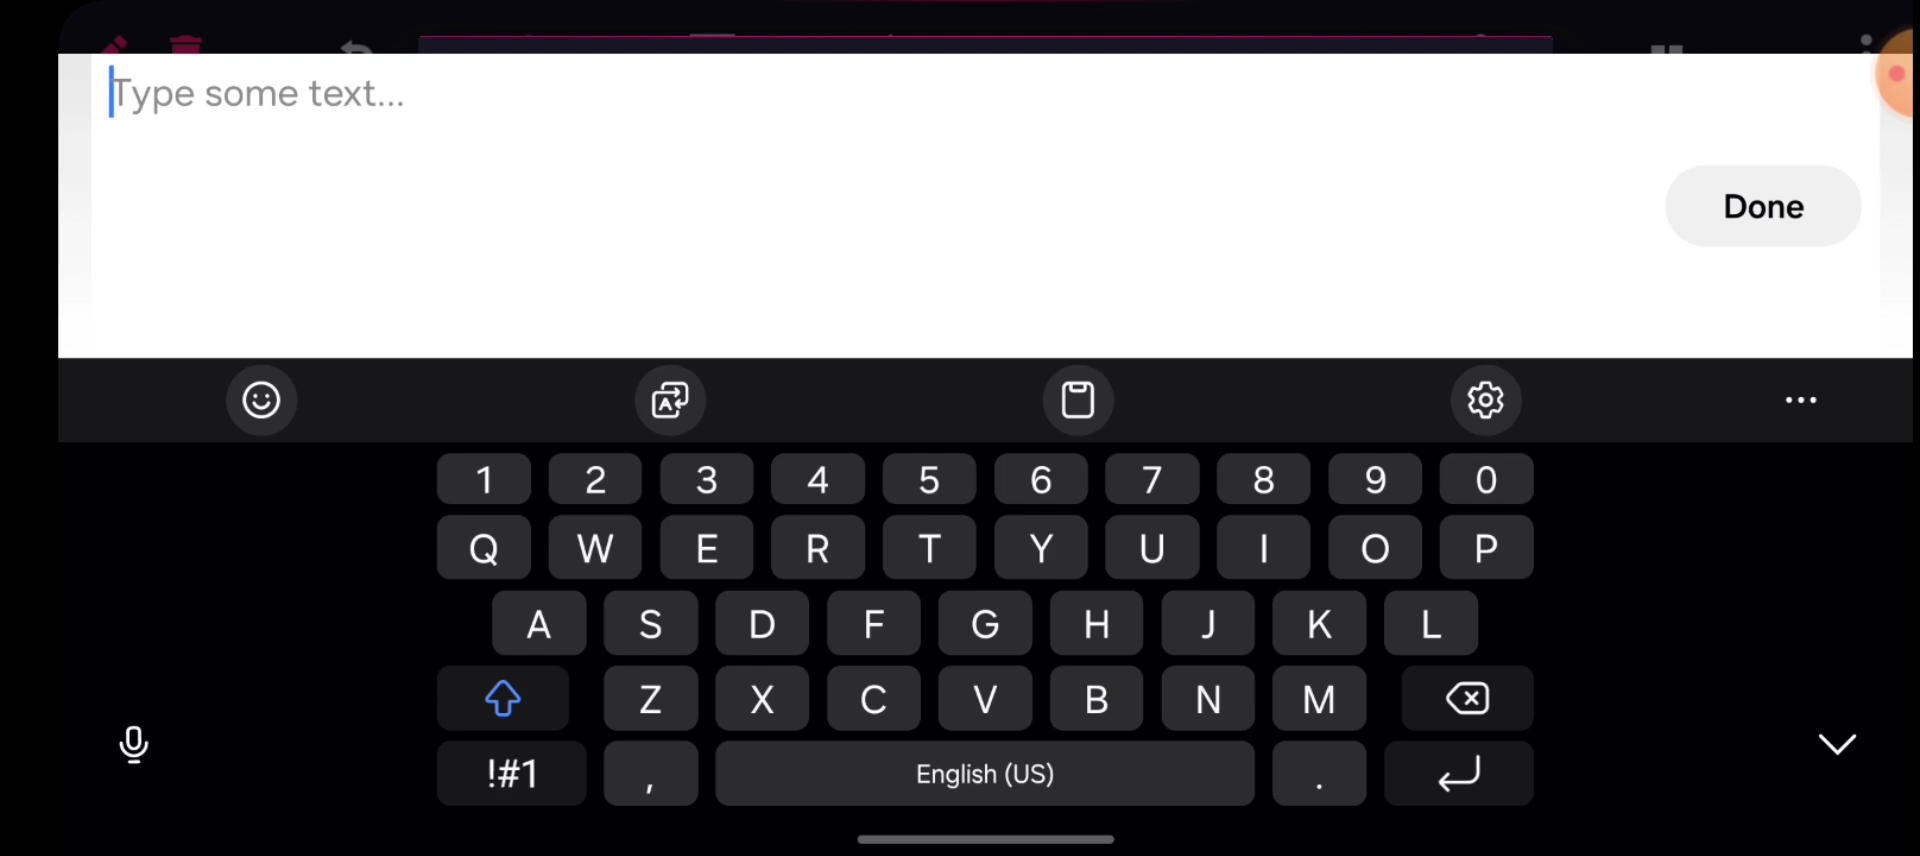 Type some text...
Done
1 2 3 4 5 6 7 8 9 0
Q W E R T Y U I O P
A S D F G H J K L
Z X C V B N M
!#1 , English (US) .